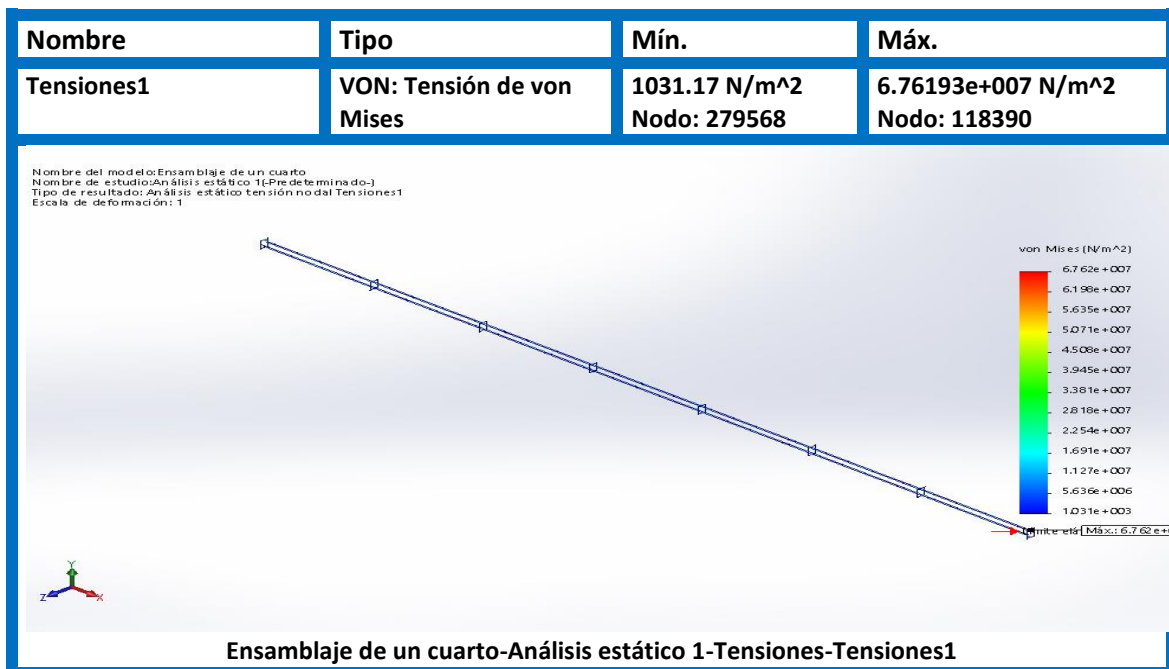 Nombre
Tipo
Mín.
Máx.
Tensiones1
VON: Tensión de von
Mises
1031.17 N/m^2
Nodo: 279568
6.76193e+007 N/m^2
Nodo: 118390
Nombre del modelo:Ensamblaje de un cuarto
Nombre de estudio:Análisis estático 1(-Predeterminado-)
Tipo de resultado: Análisis estático tensión nodal Tensiones1
Escala de deformación: 1
von Mises (N/m^2)
6.762e+007
6.198e+007
5.635e+007
5.071e+007
4.508e+007
3.945e+007
3.381e+007
2.818e+007
2.254e+007
1.691e+007
1.127e+007
5.636e+006
1.031e+003
Máx.: 6.762e+
Y
Z
X
Ensamblaje de un cuarto-Análisis estático 1-Tensiones-Tensiones1